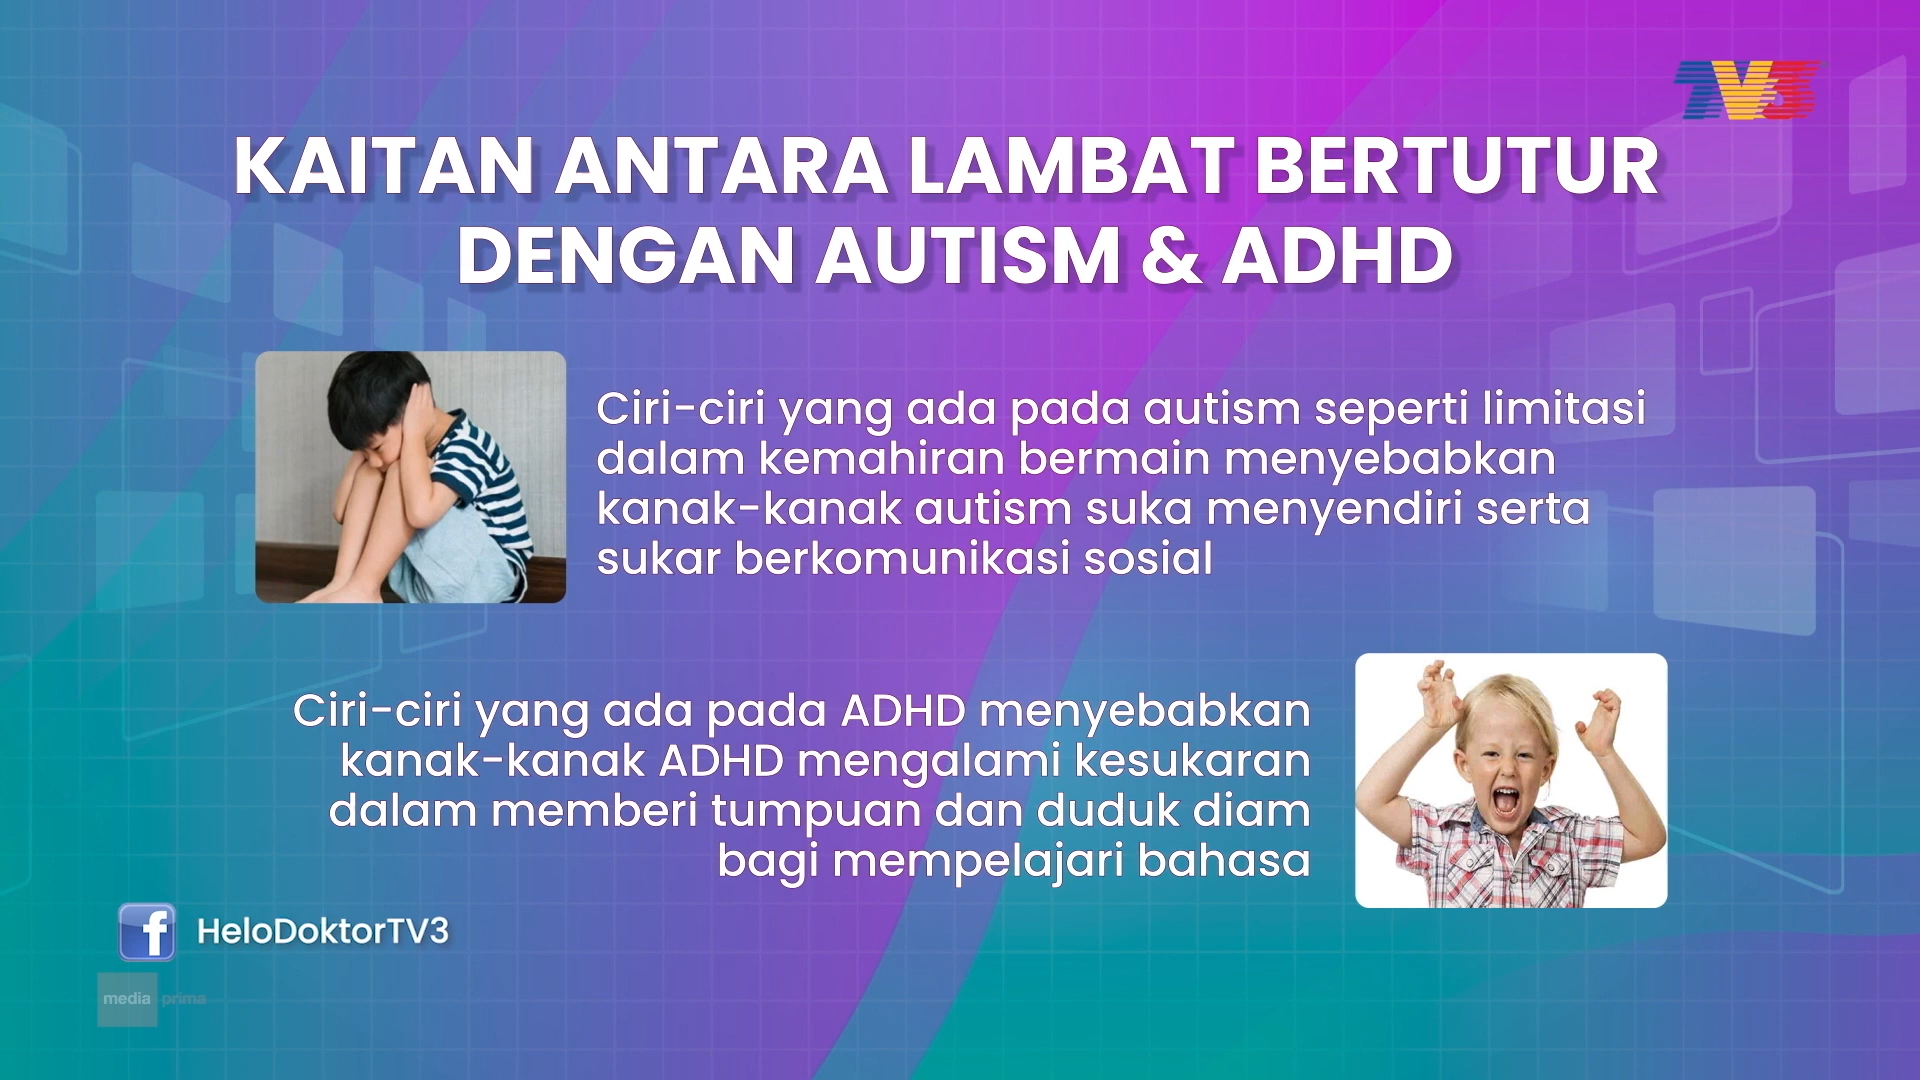 TV3
KAITAN ANTARA LAMBAT BERTUTUR
DENGAN AUTISM & ADHD
Ciri-ciri yang ada pada autism seperti limitasi
dalam kemahiran bermain menyebabkan
kanak-kanak autism suka menyendiri serta
sukar berkomunikasi sosial
Ciri-ciri yang ada pada ADHD menyebabkan
kanak-kanak ADHD mengalami kesukaran
dalam memberi tumpuan dan duduk diam
bagi mempelajari bahasa
f HeloDoktorTV3
media prima